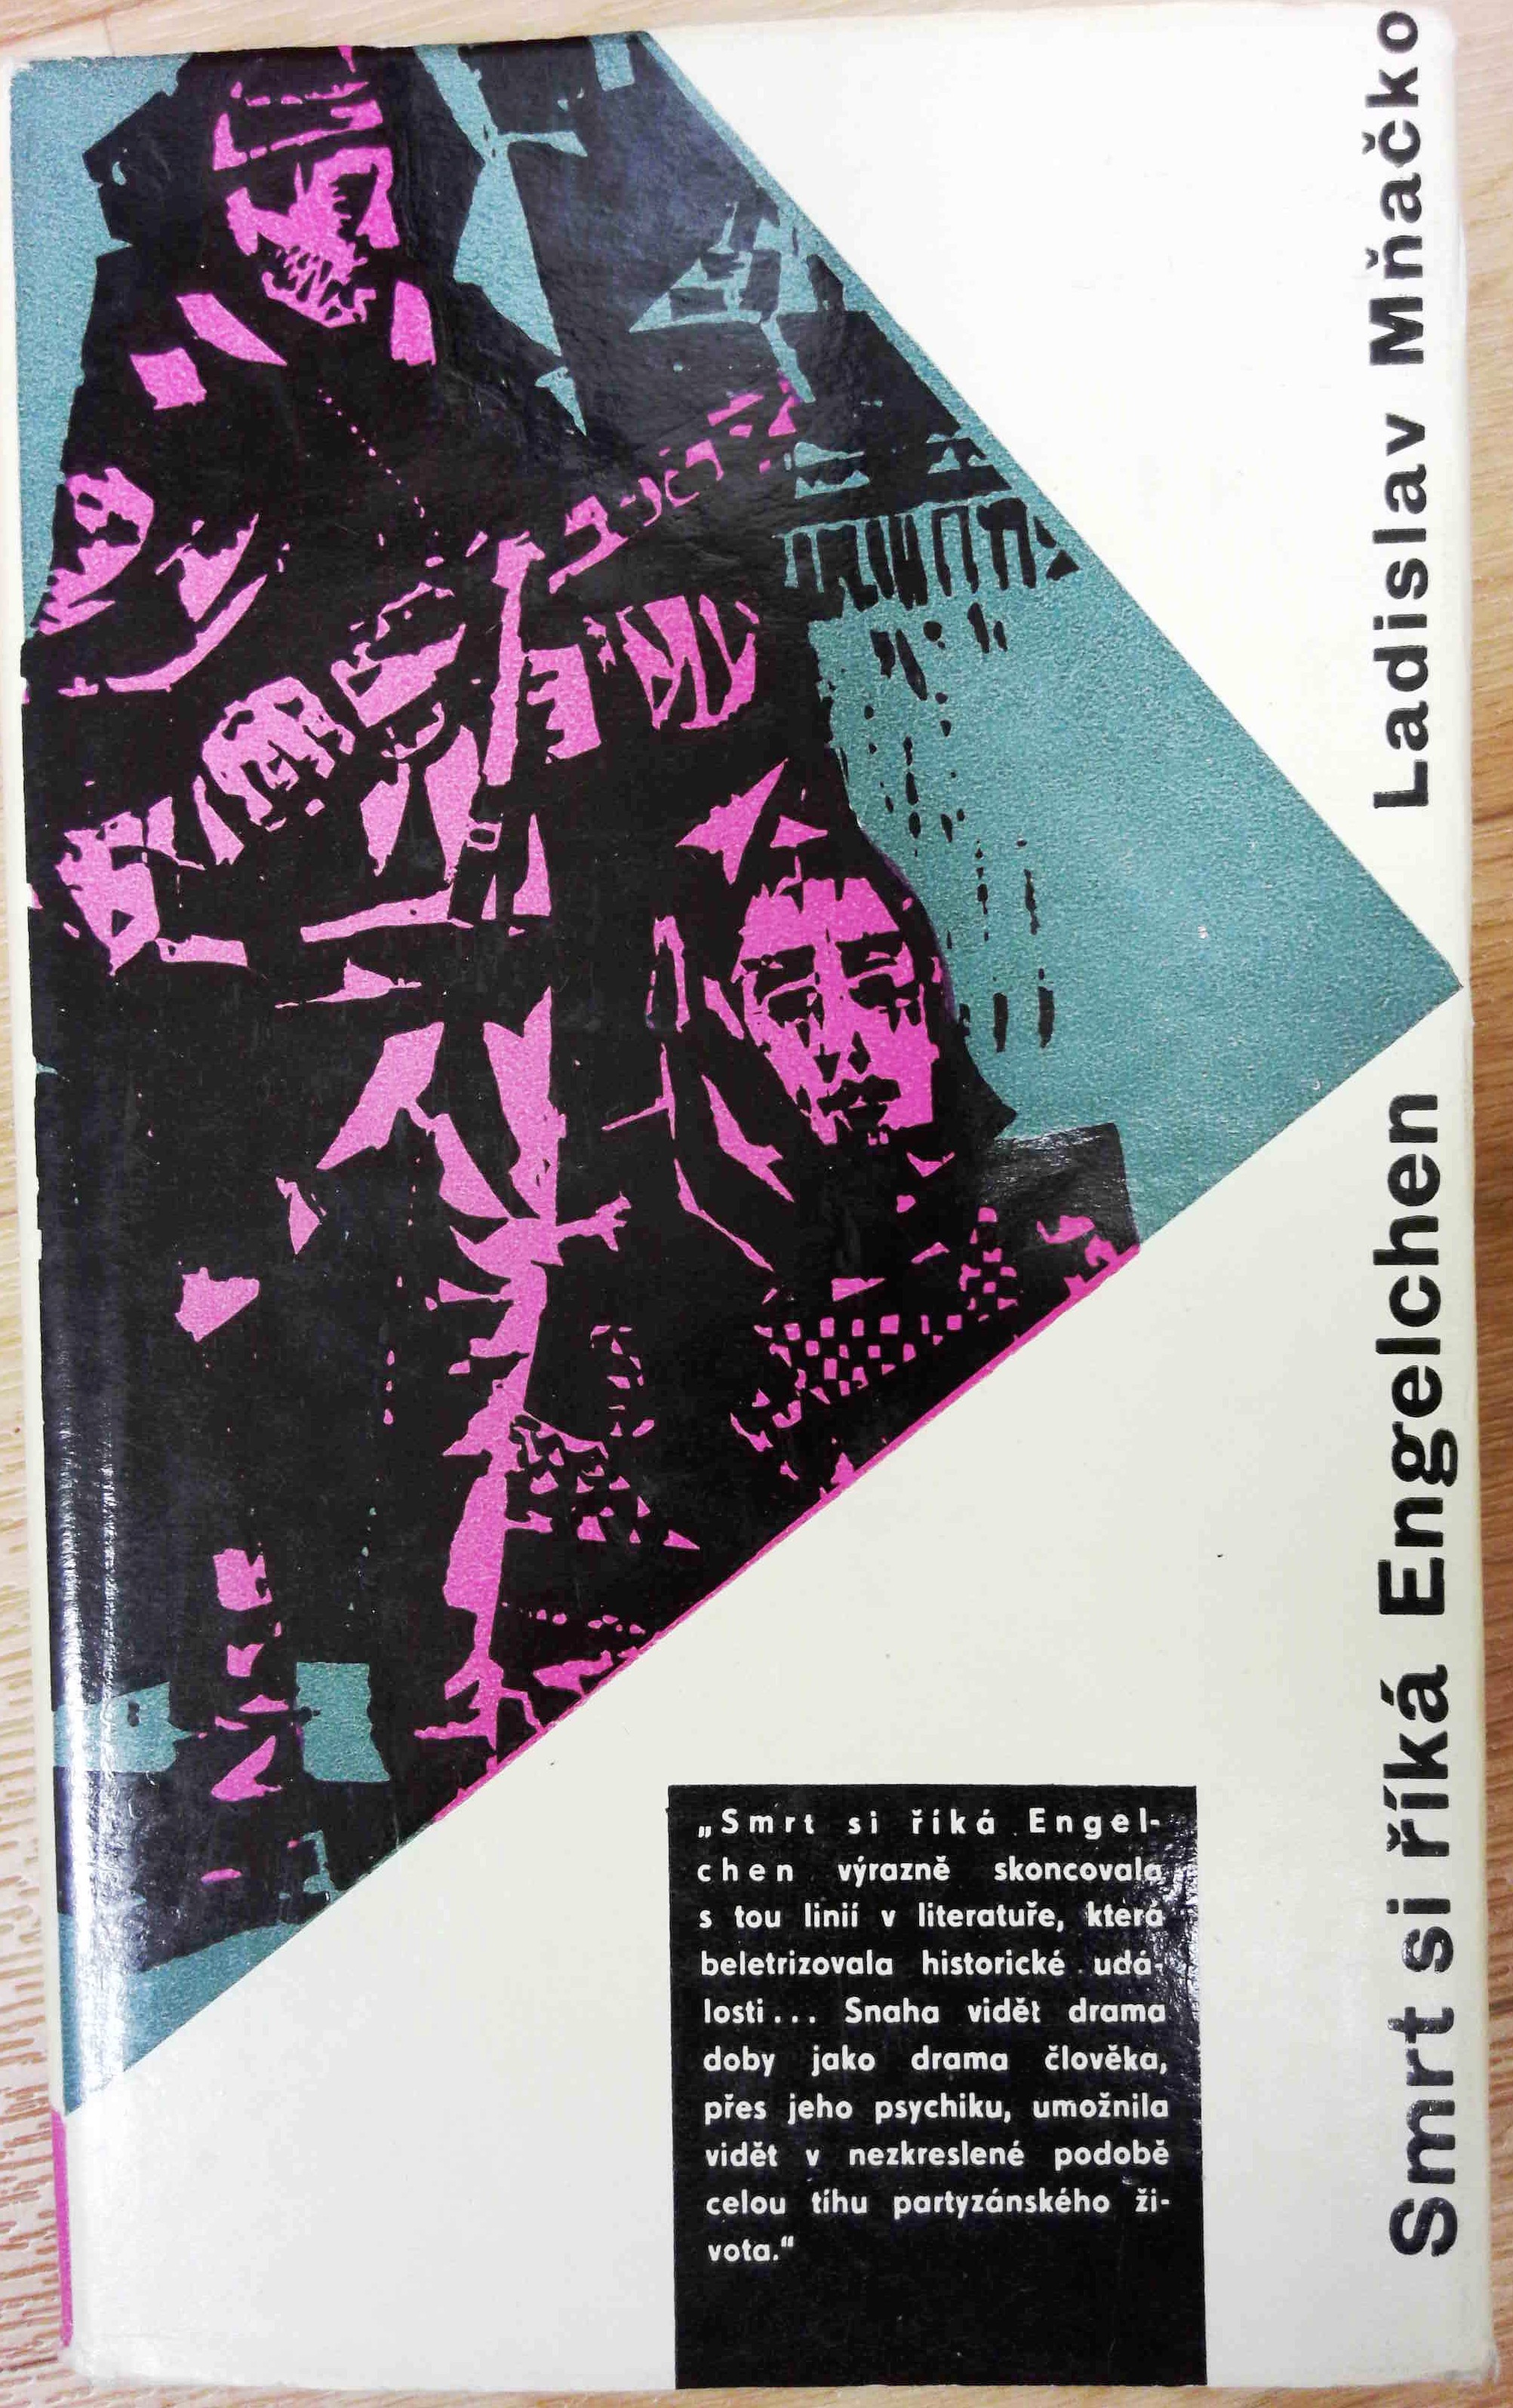 Ladislav Mňačko
Smrt si říká Engelchen
„Smrt si říká Engel-
chen výrazně skoncovala
s tou linií v literatuře, která
beletrizovala historické udá-
losti... Snaha vidět drama
doby jako drama člověka,
přes jeho psychiku, umožnila
vidět v nezkreslené podobě
celou tíhu partyzánského ži-
vota.“